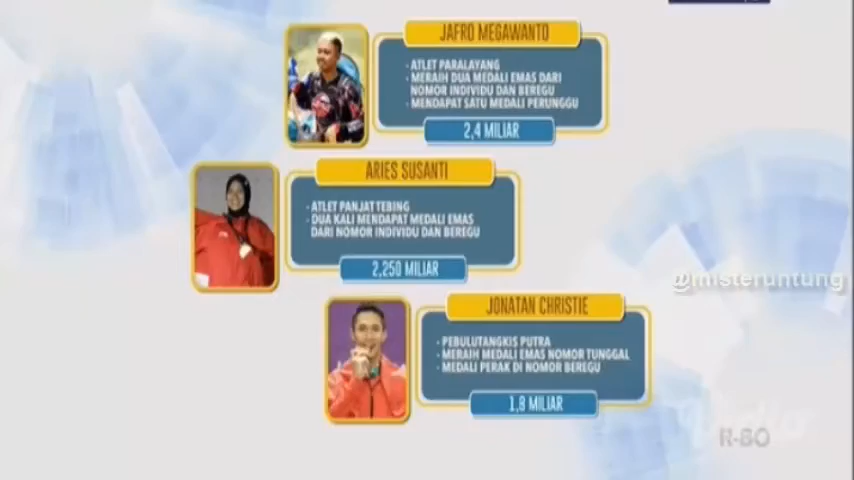 JAFRO MEGAWANTO
- ATLET PARALAYANG
- MERAIH DUA MEDALI EMAS DARI
NOMOR INDIVIDU DAN BEREGU
- MENDAPAT SATU MEDALI PERUNGGU
2,4 MILIAR
ARIES SUSANTI
- ATLET PANJAT TEBING
- DUA KALI MENDAPAT MEDALI EMAS
DARI NOMOR INDIVIDU DAN BEREGU
2,250 MILIAR
@misteruntung
JONATAN CHRISTIE
- PEBULUTANGKIS PUTRA
- MERAIH MEDALI EMAS NOMOR TUNGGAL
- MEDALI PERAK DI NOMOR BEREGU
1,8 MILIAR
R-BO